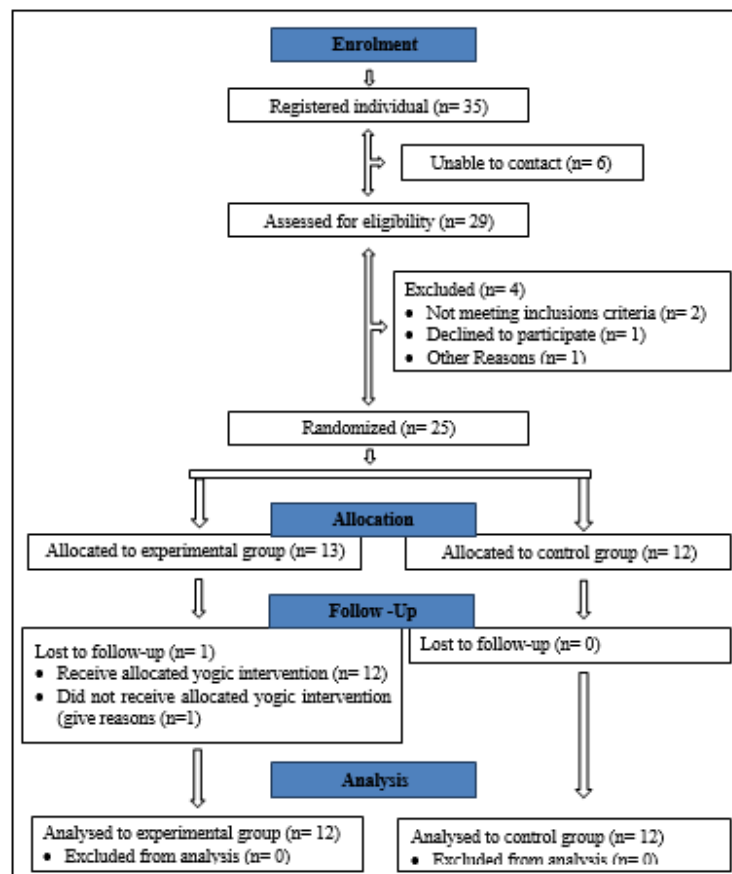 Enrolment
Registered individual (n= 35)
Unable to contact (n= 6)
Assessed for eligibility (n= 29)
Excluded (n= 4)
• Not meeting inclusions criteria (n= 2)
• Declined to participate (n= 1)
• Other Reasons (n= 1)
Randomized (n= 25)
Allocation
Allocated to experimental group (n= 13)
Allocated to control group (n= 12)
Follow -Up
Lost to follow-up (n= 1)
• Receive allocated yogic intervention (n= 12)
• Did not receive allocated yogic intervention
(give reasons (n=1)
Lost to follow-up (n= 0)
Analysis
Analysed to experimental group (n= 12)
• Excluded from analysis (n= 0)
Analysed to control group (n= 12)
• Excluded from analysis (n= 0)